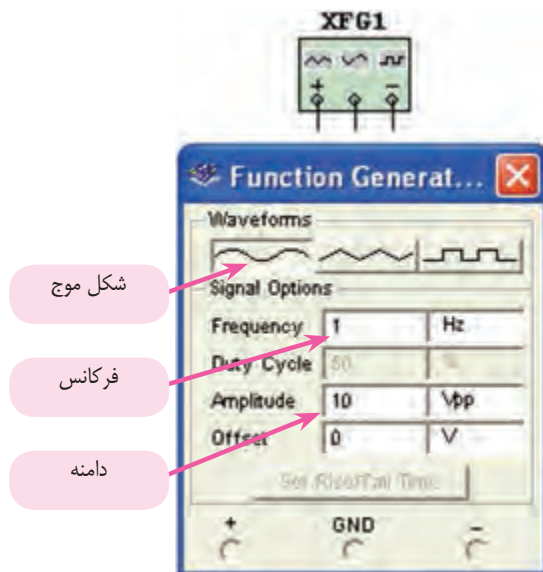 XFG1
+ −
Function Generat...
Waveforms
شکل موج
Signal Options
Frequency 1 Hz
Duty Cycle 50 %
فرکانس
Amplitude 10 Vpp
Offset 0 V
دامنه
Set Rise/Fall Time
+ GND −